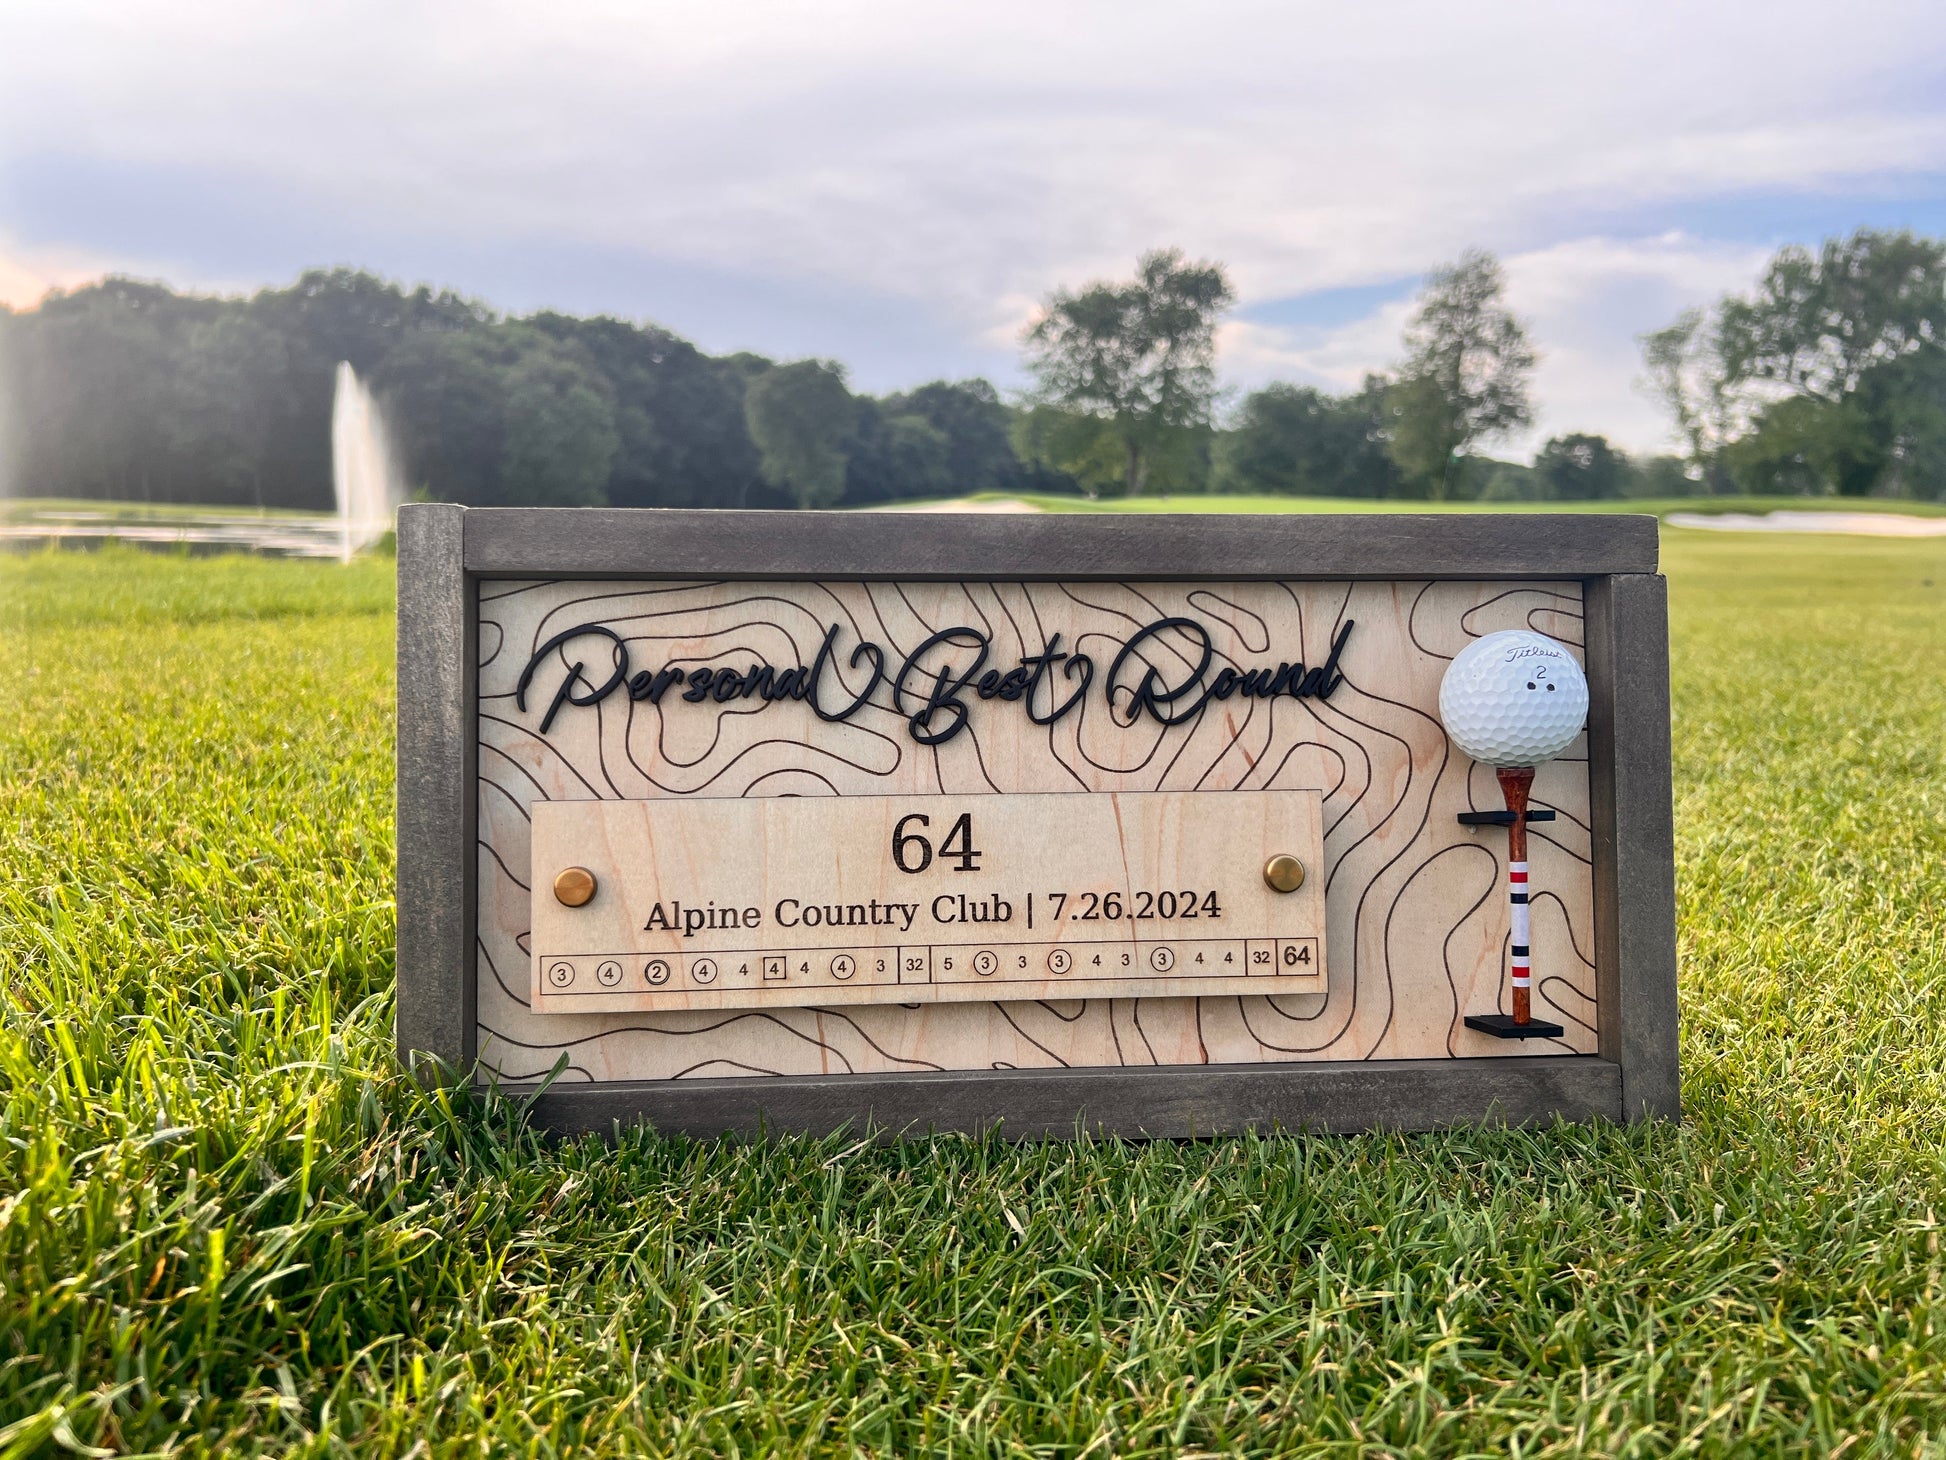 Personal Best Round
Titleist
2
64
Alpine Country Club | 7.26.2024
3 4 2 4 4 4 4 4 3 32 5 3 3 3 4 3 3 4 4 32 64